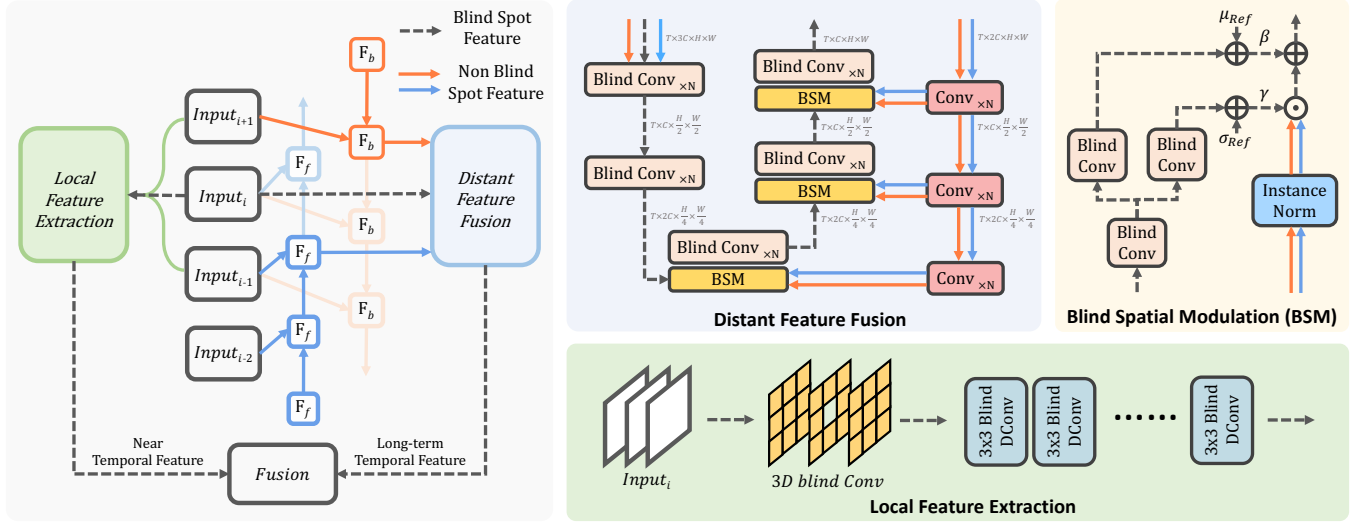 Blind Spot
Feature
Non Blind
Spot Feature
F_b
Input_{i+1}
F_b
F_f
Local
Feature
Extraction
Input_i
Distant
Feature
Fusion
F_b
F_f
Input_{i-1}
F_b
F_f
Input_{i-2}
F_f
Near
Temporal Feature
Long-term
Temporal Feature
Fusion
T×3C×H×W
Blind Conv ×N
T×C×H/2×W/2
Blind Conv ×N
T×2C×H/4×W/4
T×C×H×W
Blind Conv ×N
BSM
T×C×H/2×W/2
Blind Conv ×N
BSM
T×2C×H/4×W/4
Blind Conv ×N
BSM
T×2C×H×W
Conv ×N
T×C×H/2×W/2
Conv ×N
T×2C×H/4×W/4
Conv ×N
Distant Feature Fusion
μ_Ref
β
γ
σ_Ref
Blind
Conv
Blind
Conv
Blind
Conv
Instance
Norm
Blind Spatial Modulation (BSM)
Input_i
3D blind Conv
3x3 Blind
DConv
3x3 Blind
DConv
······
3x3 Blind
DConv
Local Feature Extraction